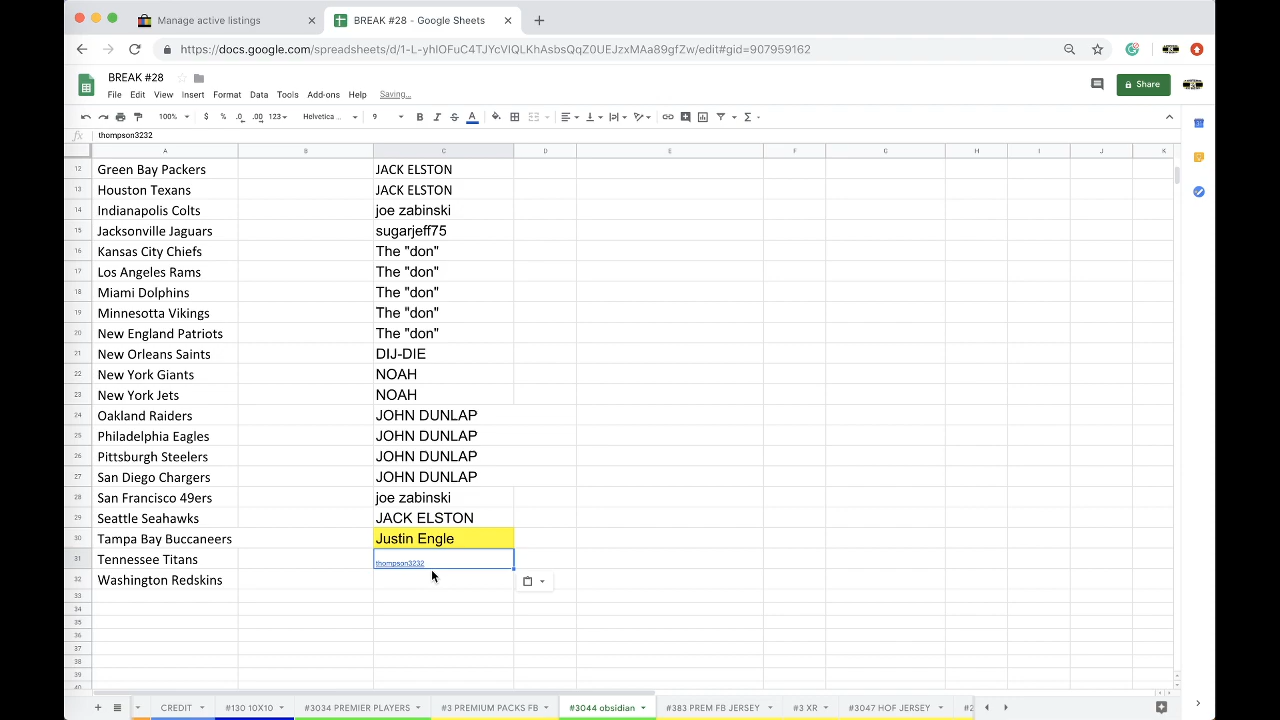 Manage active listings
BREAK #28 - Google Sheets
https://docs.google.com/spreadsheets/d/1-L-yhIOFuC4TJYcVIQLKhAsbsQqZ0UEJzxMAa89gfZw/edit#gid=907959162
BREAK #28
File Edit View Insert Format Data Tools Add-ons Help Saving...
Share
100% $ % .0 .00 123 Helvetica ... 9
fx thompson3232
A B C D E F G H I J K
12 Green Bay Packers JACK ELSTON
13 Houston Texans JACK ELSTON
14 Indianapolis Colts joe zabinski
15 Jacksonville Jaguars sugarjeff75
16 Kansas City Chiefs The "don"
17 Los Angeles Rams The "don"
18 Miami Dolphins The "don"
19 Minnesotta Vikings The "don"
20 New England Patriots The "don"
21 New Orleans Saints DIJ-DIE
22 New York Giants NOAH
23 New York Jets NOAH
24 Oakland Raiders JOHN DUNLAP
25 Philadelphia Eagles JOHN DUNLAP
26 Pittsburgh Steelers JOHN DUNLAP
27 San Diego Chargers JOHN DUNLAP
28 San Francisco 49ers joe zabinski
29 Seattle Seahawks JACK ELSTON
30 Tampa Bay Buccaneers Justin Engle
31 Tennessee Titans thompson3232
32 Washington Redskins
33
34
35
36
37
38
39
40
CREDIT #130 10X10 #3034 PREMIER PLAYERS #3 PREM PACKS FB #3044 obsidian #383 PREM FB JERSEY #3 XR #3047 HOF JERSEY